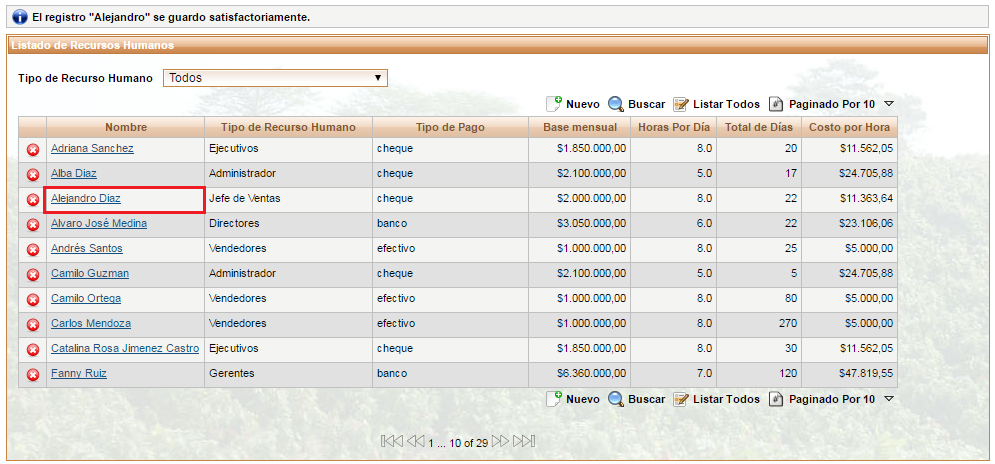 El registro "Alejandro" se guardo satisfactoriamente.
Listado de Recursos Humanos
Tipo de Recurso Humano Todos
Nuevo Buscar Listar Todos Paginado Por 10
Nombre Tipo de Recurso Humano Tipo de Pago Base mensual Horas Por Día Total de Días Costo por Hora
Adriana Sanchez Ejecutivos cheque $1.850.000,00 8.0 20 $11.562,05
Alba Diaz Administrador cheque $2.100.000,00 5.0 17 $24.705,88
Alejandro Diaz Jefe de Ventas cheque $2.000.000,00 8.0 22 $11.363,64
Alvaro José Medina Directores banco $3.050.000,00 6.0 22 $23.106,06
Andrés Santos Vendedores efectivo $1.000.000,00 8.0 25 $5.000,00
Camilo Guzman Administrador cheque $2.100.000,00 5.0 5 $24.705,88
Camilo Ortega Vendedores efectivo $1.000.000,00 8.0 80 $5.000,00
Carlos Mendoza Vendedores efectivo $1.000.000,00 8.0 270 $5.000,00
Catalina Rosa Jimenez Castro Ejecutivos cheque $1.850.000,00 8.0 30 $11.562,05
Fanny Ruiz Gerentes banco $6.360.000,00 7.0 120 $47.819,55
Nuevo Buscar Listar Todos Paginado Por 10
1 ... 10 of 29